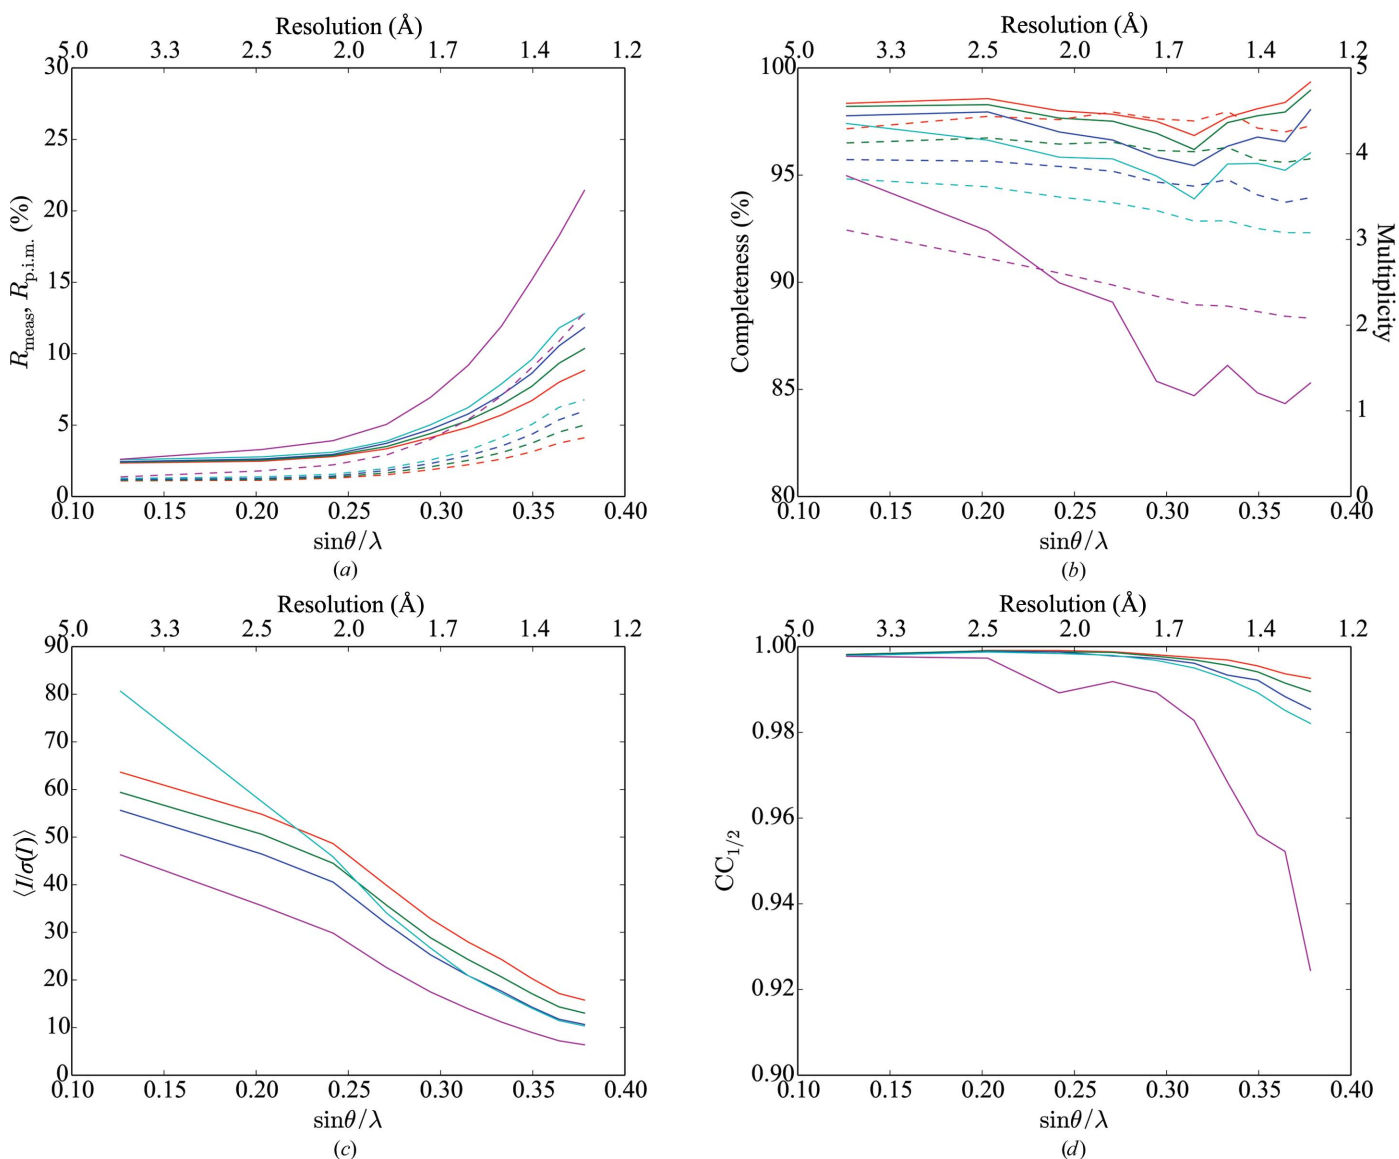 Resolution (Å)
5.0 3.3 2.5 2.0 1.7 1.4 1.2
30
25
20
15
10
5
0
R_meas, R_p.i.m. (%)
0.10 0.15 0.20 0.25 0.30 0.35 0.40
sinθ/λ
(a)
Resolution (Å)
5.0 3.3 2.5 2.0 1.7 1.4 1.2
100
95
90
85
80
Completeness (%)
5
4
3
2
1
0
Multiplicity
0.10 0.15 0.20 0.25 0.30 0.35 0.40
sinθ/λ
(b)
Resolution (Å)
5.0 3.3 2.5 2.0 1.7 1.4 1.2
90
80
70
60
50
40
30
20
10
0
⟨I/σ(I)⟩
0.10 0.15 0.20 0.25 0.30 0.35 0.40
sinθ/λ
(c)
Resolution (Å)
5.0 3.3 2.5 2.0 1.7 1.4 1.2
1.00
0.98
0.96
0.94
0.92
0.90
CC1/2
0.10 0.15 0.20 0.25 0.30 0.35 0.40
sinθ/λ
(d)